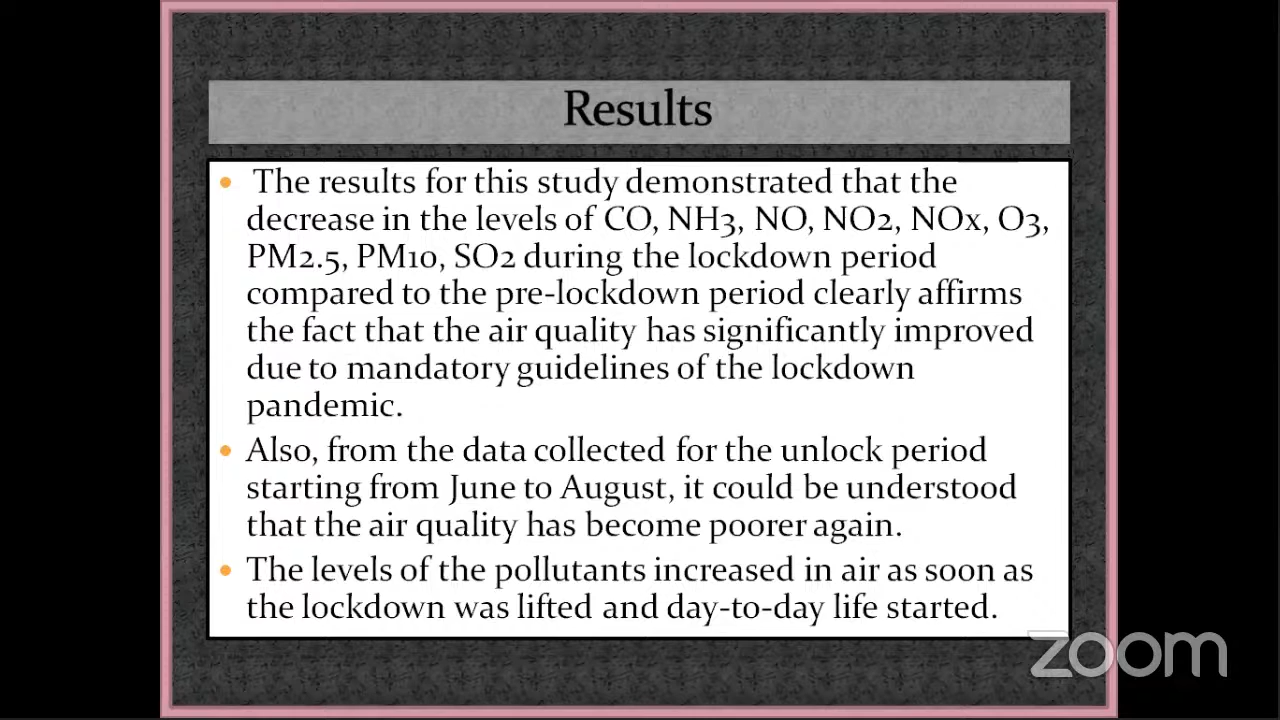 Results
The results for this study demonstrated that the
decrease in the levels of CO, NH3, NO, NO2, NOx, O3,
PM2.5, PM10, SO2 during the lockdown period
compared to the pre-lockdown period clearly affirms
the fact that the air quality has significantly improved
due to mandatory guidelines of the lockdown
pandemic.
Also, from the data collected for the unlock period
starting from June to August, it could be understood
that the air quality has become poorer again.
The levels of the pollutants increased in air as soon as
the lockdown was lifted and day-to-day life started.
zoom